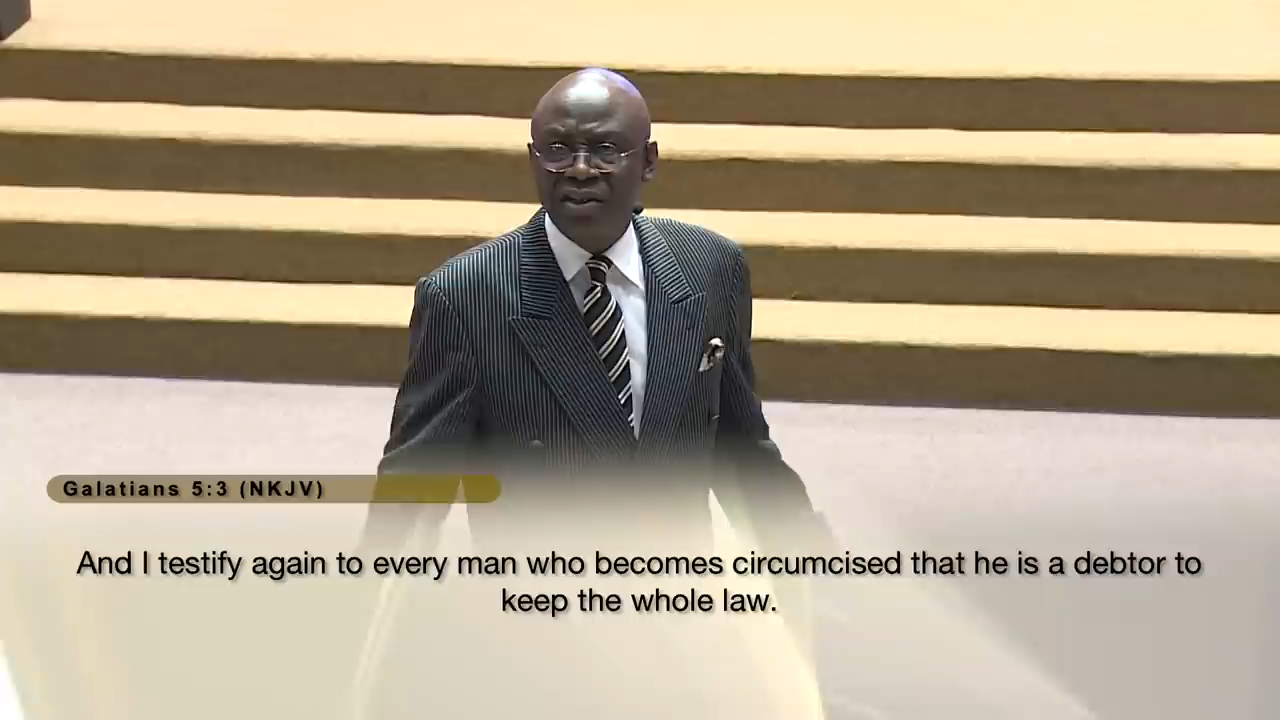 Galatians 5:3 (NKJV)
And I testify again to every man who becomes circumcised that he is a debtor to
keep the whole law.